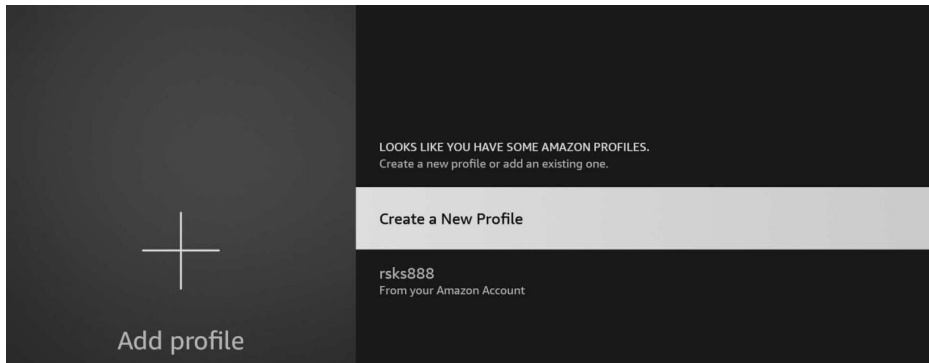 LOOKS LIKE YOU HAVE SOME AMAZON PROFILES.
Create a new profile or add an existing one.
Create a New Profile
rsks888
From your Amazon Account
Add profile